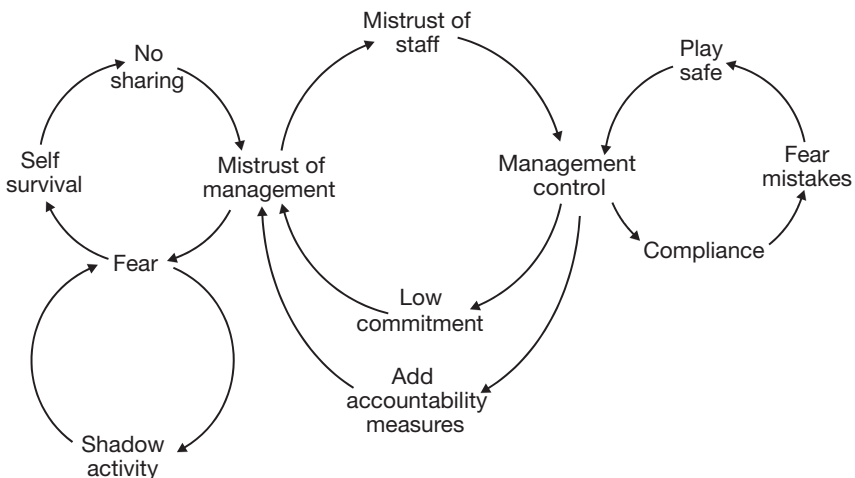 Mistrust of
staff
No
sharing
Play
safe
Self
survival
Mistrust of
management
Management
control
Fear
mistakes
Compliance
Fear
Low
commitment
Add
accountability
measures
Shadow
activity